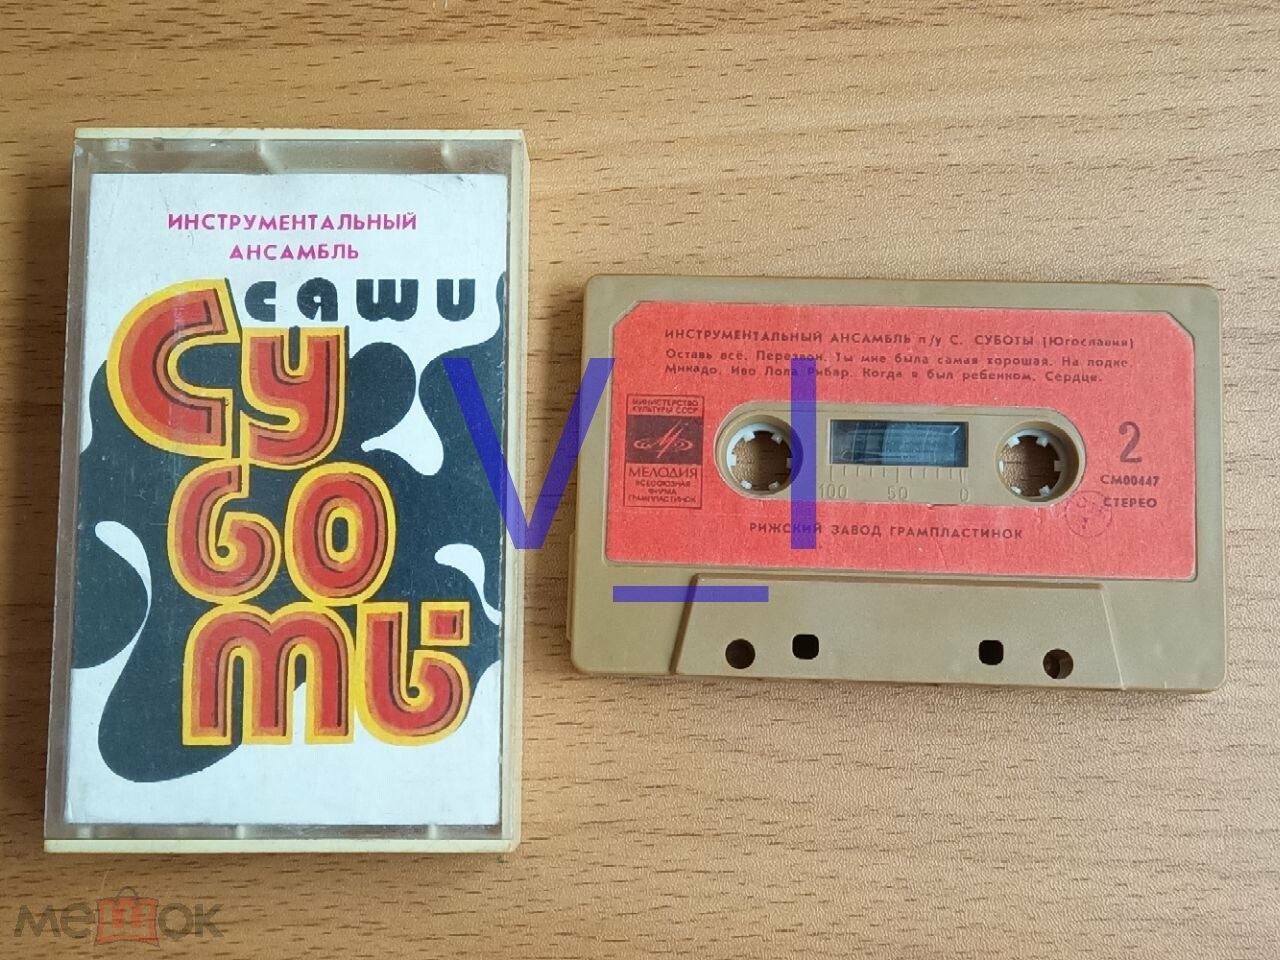 ИНСТРУМЕНТАЛЬНЫЙ
АНСАМБЛЬ
саши
Субо
ты
ИНСТРУМЕНТАЛЬНЫЙ АНСАМБЛЬ п/у С. СУБОТЫ (Югославия)
Оставь всё. Перезвон. Ты мне была самая хорошая. На лодке.
Микадо. Иво Лола Рибар. Когда я был ребенком. Сердце.
МИНИСТЕРСТВО
КУЛЬТУРЫ СССР
МЕЛОДИЯ
ВСЕСОЮЗНАЯ
ФИРМА
ГРАМПЛАСТИНОК
2
СМ00447
СТЕРЕО
100 50 0
РИЖСКИЙ ЗАВОД ГРАМПЛАСТИНОК
V_I
мешок